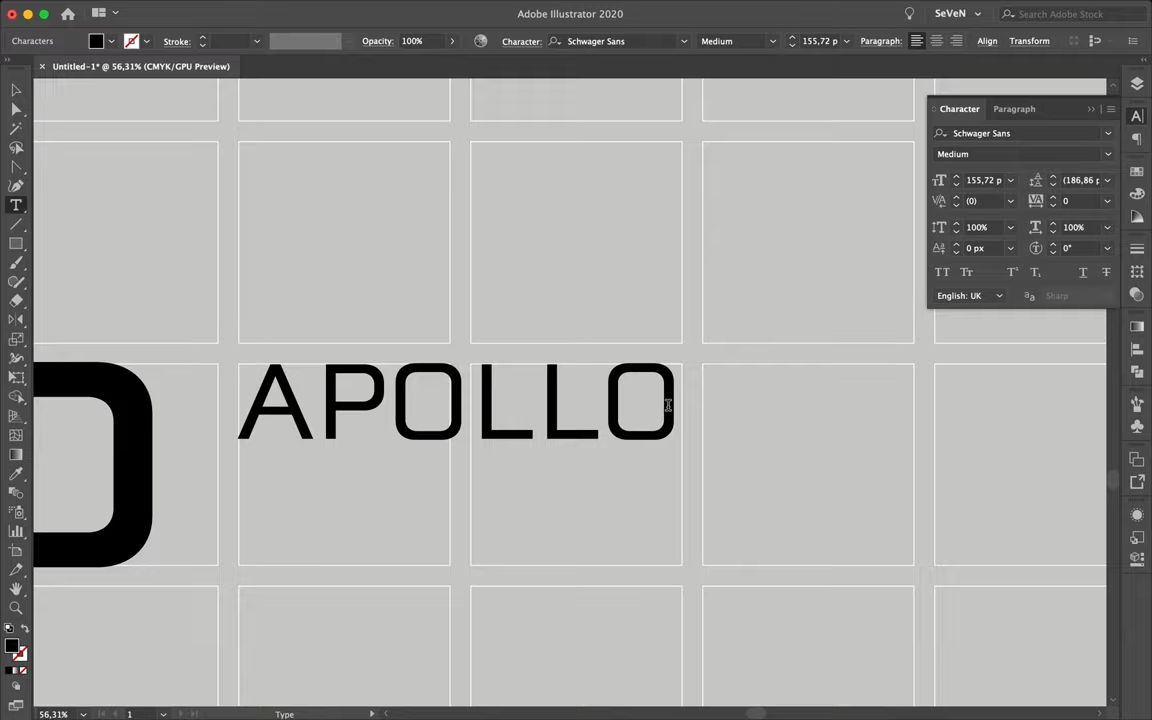 Adobe Illustrator 2020
SeVeN
Search Adobe Stock
Characters
Stroke:
Opacity: 100%
Character: Schwager Sans
Medium
155,72 p
Paragraph:
Align
Transform
× Untitled-1* @ 56,31% (CMYK/GPU Preview)
Character
Paragraph
Schwager Sans
Medium
155,72 p
(186,86 p
(0)
0
100%
100%
0 px
0°
English: UK
Sharp
APOLLO
56,31%
1
Type